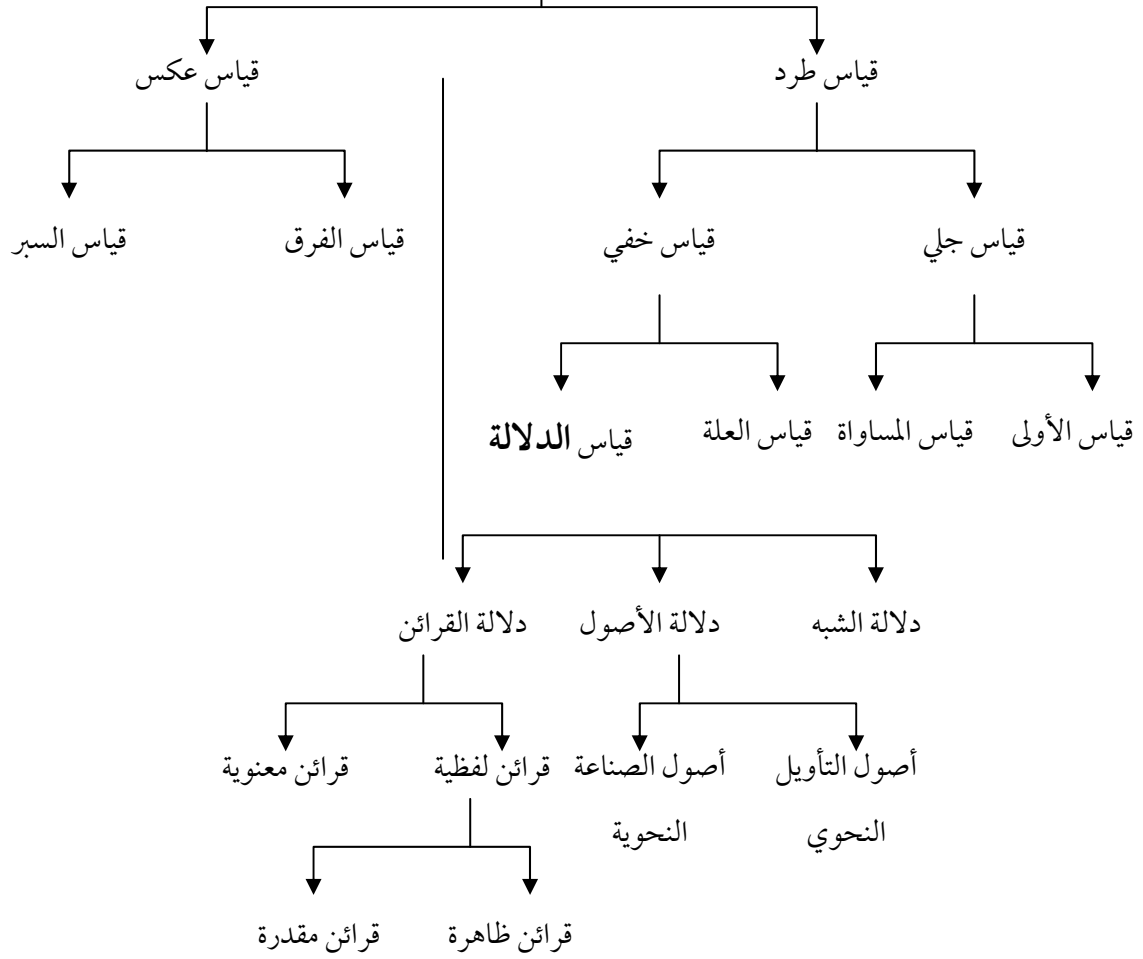 قياس طرد
قياس عكس
قياس جلي
قياس خفي
قياس الفرق
قياس السبر
قياس الأولى
قياس المساواة
قياس العلة
قياس الدلالة
دلالة الشبه
دلالة الأصول
دلالة القرائن
أصول التأويل
النحوي
أصول الصناعة
النحوية
قرائن لفظية
قرائن معنوية
قرائن ظاهرة
قرائن مقدرة